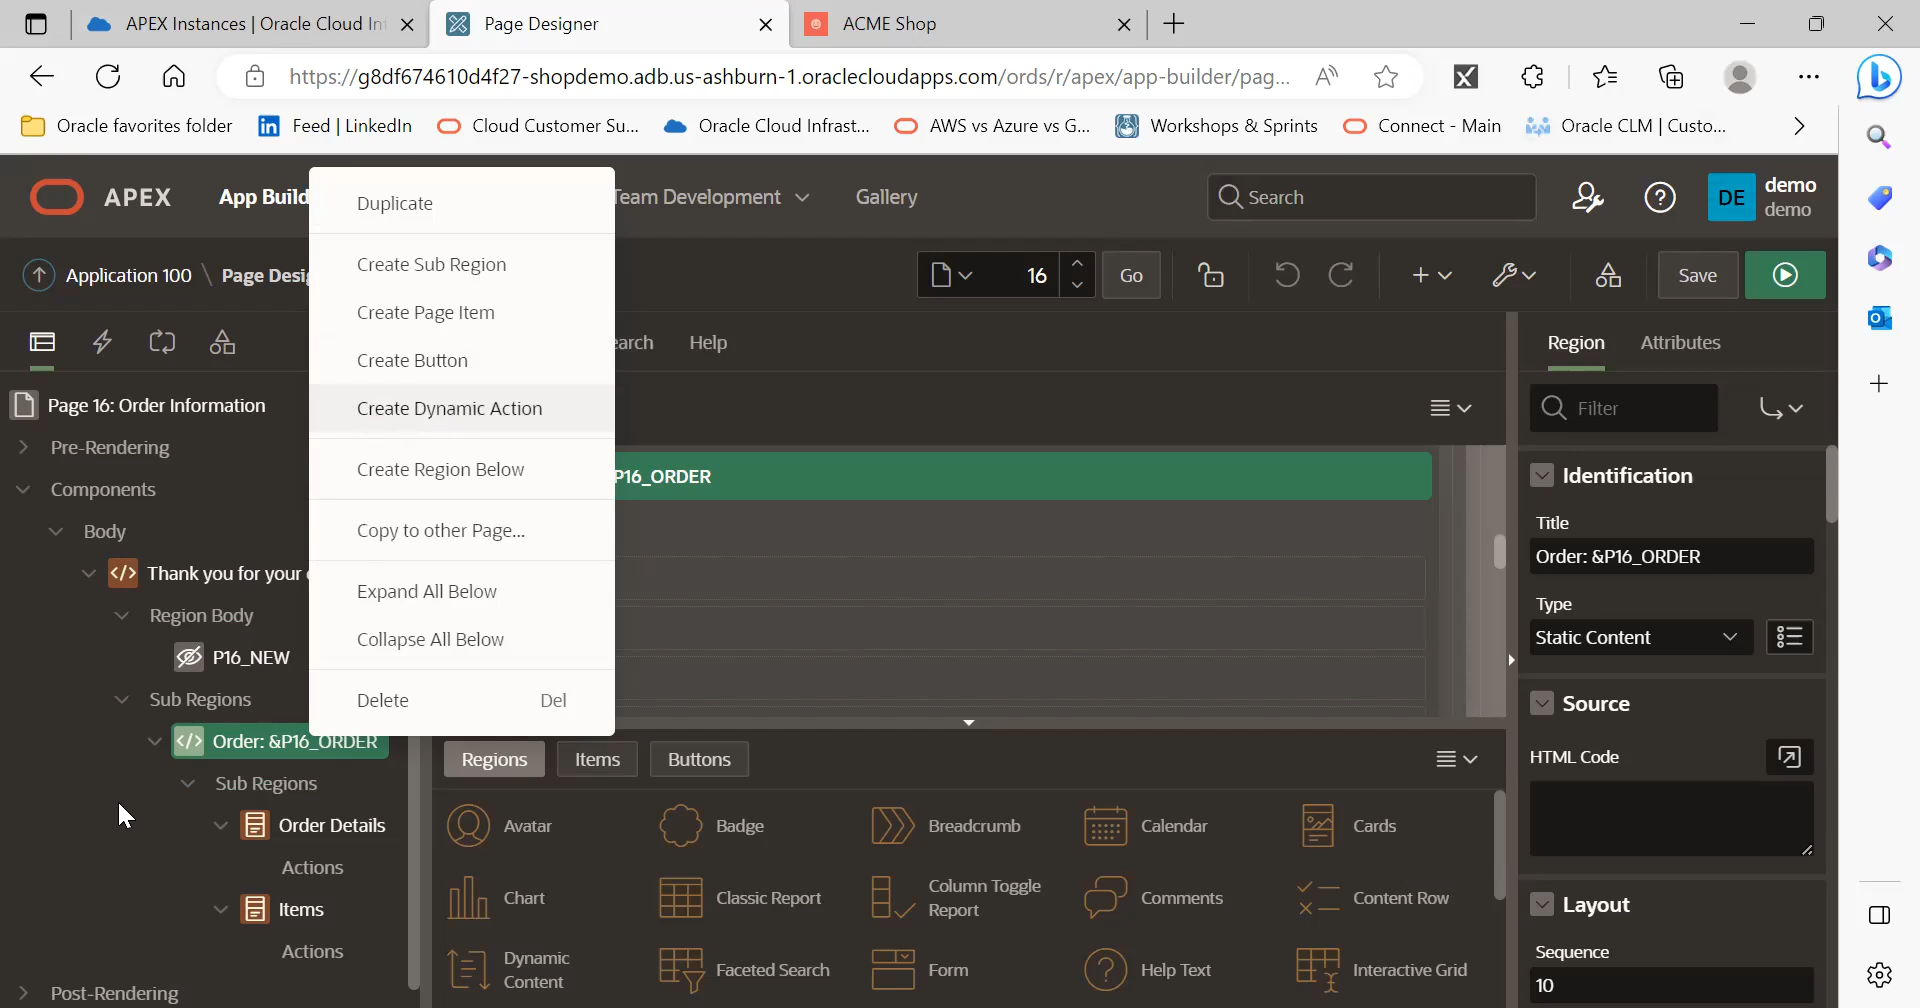 APEX Instances | Oracle Cloud In
Page Designer
ACME Shop
https://g8df674610d4f27-shopdemo.adb.us-ashburn-1.oraclecloudapps.com/ords/r/apex/app-builder/pag...
Oracle favorites folder
Feed | LinkedIn
Cloud Customer Su...
Oracle Cloud Infrast...
AWS vs Azure vs G...
Workshops & Sprints
Connect - Main
Oracle CLM | Custo...
APEX
App Build
Team Development
Gallery
Search
DE
demo
demo
Application 100 \ Page Desig
16
Go
Save
Duplicate
Create Sub Region
Create Page Item
Create Button
Create Dynamic Action
Create Region Below
Copy to other Page...
Expand All Below
Collapse All Below
Delete Del
earch
Help
Page 16: Order Information
Pre-Rendering
Components
Body
Thank you for your
Region Body
P16_NEW
Sub Regions
Order: &P16_ORDER
Sub Regions
Order Details
Actions
Items
Actions
Post-Rendering
P16_ORDER
Regions
Items
Buttons
Avatar
Badge
Breadcrumb
Calendar
Cards
Chart
Classic Report
Column Toggle
Report
Comments
Content Row
Dynamic
Content
Faceted Search
Form
Help Text
Interactive Grid
Region
Attributes
Filter
Identification
Title
Order: &P16_ORDER
Type
Static Content
Source
HTML Code
Layout
Sequence
10